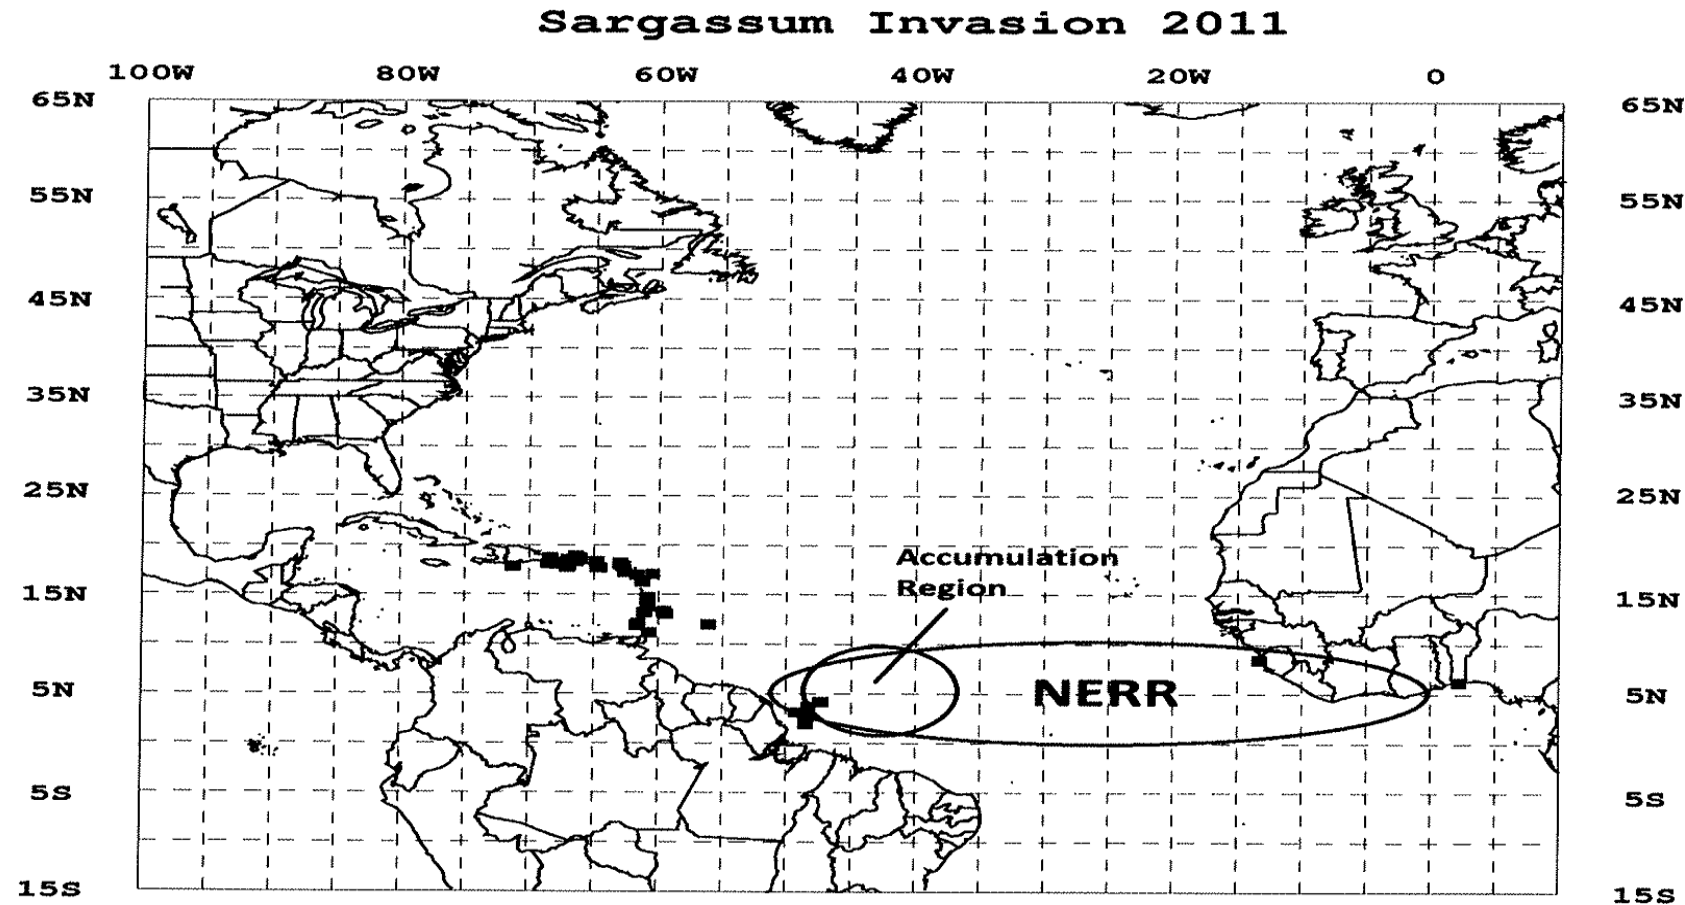 Sargassum Invasion 2011
100W 80W 60W 40W 20W 0
65N 65N
55N 55N
45N 45N
35N 35N
25N 25N
Accumulation
Region
15N 15N
5N NERR 5N
5S 5S
15S 15S